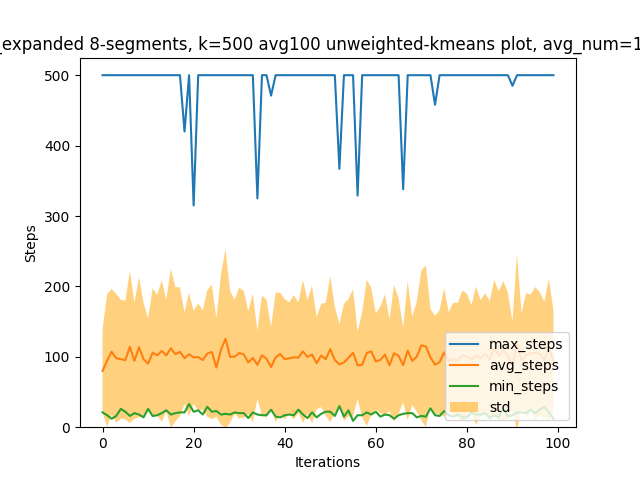 _expanded 8-segments, k=500 avg100 unweighted-kmeans plot, avg_num=1
Steps
500
400
300
200
100
0
0 20 40 60 80 100
Iterations
max_steps
avg_steps
min_steps
std